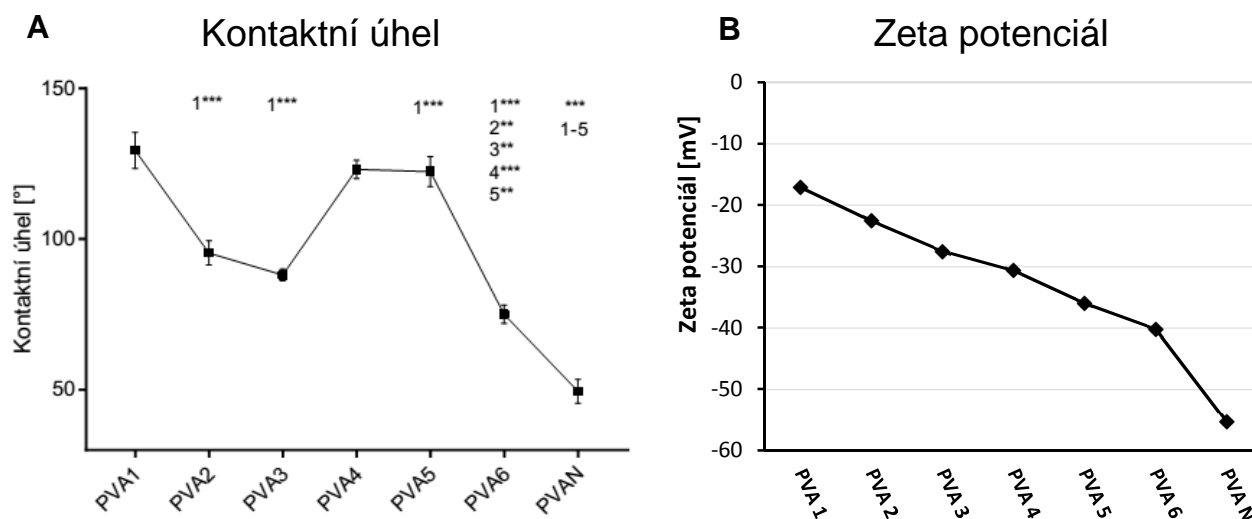 A
Kontaktní úhel
150
100
50
Kontaktní úhel [°]
1***
1***
1***
1***
2**
3**
4***
5**
***
1-5
PVA1
PVA2
PVA3
PVA4
PVA5
PVA6
PVAN
B
Zeta potenciál
0
-10
-20
-30
-40
-50
-60
Zeta potenciál [mV]
PVA 1
PVA 2
PVA 3
PVA 4
PVA 5
PVA 6
PVA N